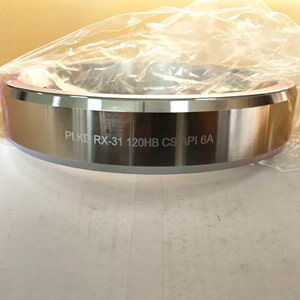 PLKD RX-31 120HB CS API 6A